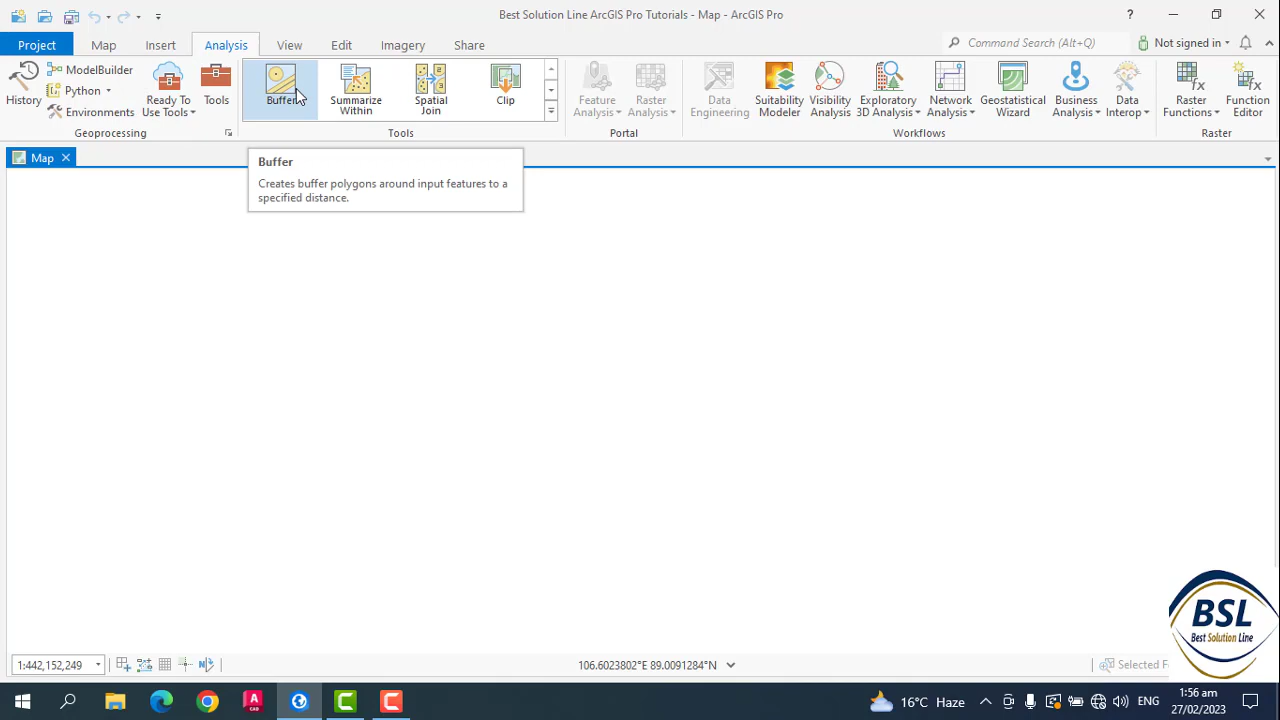 Best Solution Line ArcGIS Pro Tutorials - Map - ArcGIS Pro
?
Project
Map
Insert
Analysis
View
Edit
Imagery
Share
Command Search (Alt+Q)
Not signed in
History
ModelBuilder
Python
Environments
Ready To
Use Tools
Tools
Buffer
Summarize
Within
Spatial
Join
Clip
Feature
Analysis
Raster
Analysis
Data
Engineering
Suitability
Modeler
Visibility
Analysis
Exploratory
3D Analysis
Network
Analysis
Geostatistical
Wizard
Business
Analysis
Data
Interop
Raster
Functions
Function
Editor
Geoprocessing
Tools
Portal
Workflows
Raster
Map
Buffer
Creates buffer polygons around input features to a
specified distance.
BSL
Best Solution Line
1:442,152,249
106.6023802°E 89.0091284°N
Selected
16°C Haze
ENG
1:56 am
27/02/2023